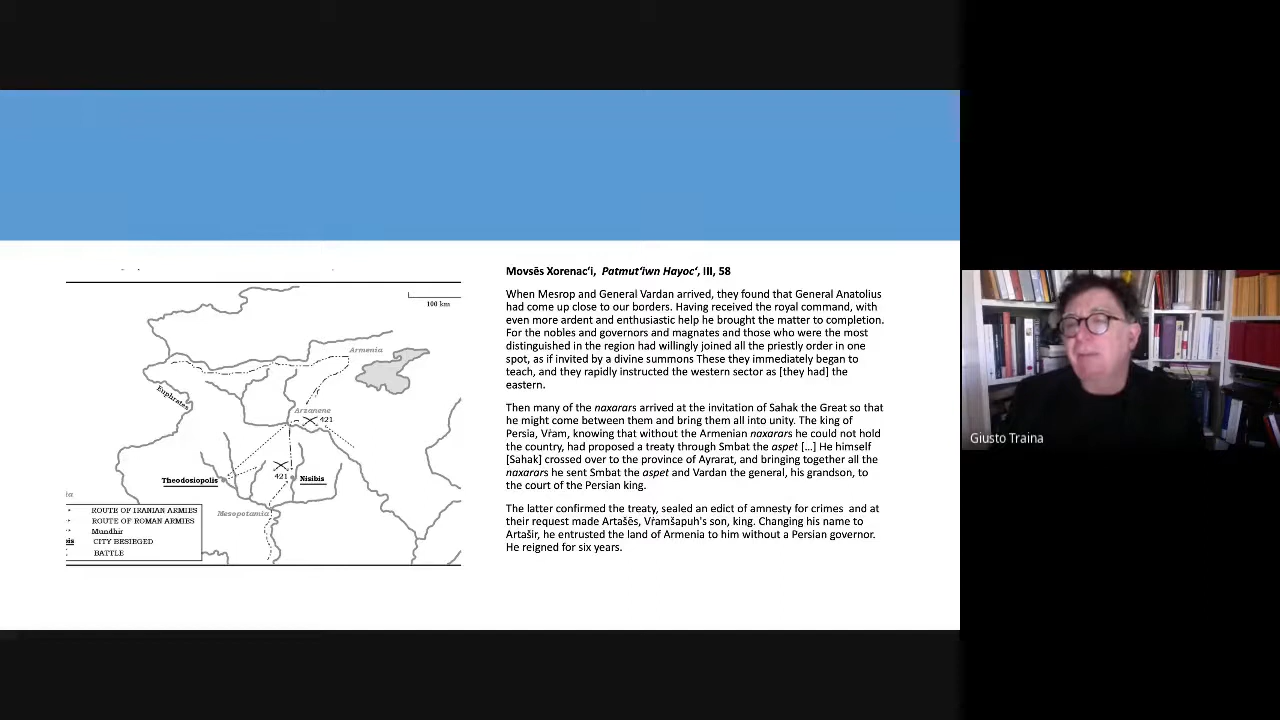 Movsēs Xorenac‘i, Patmut‘iwn Hayoc‘, III, 58
When Mesrop and General Vardan arrived, they found that General Anatolius
had come up close to our borders. Having received the royal command, with
even more ardent and enthusiastic help he brought the matter to completion.
For the nobles and governors and magnates and those who were the most
distinguished in the region had willingly joined all the priestly order in one
spot, as if invited by a divine summons These they immediately began to
teach, and they rapidly instructed the western sector as [they had] the
eastern.
Then many of the naxarars arrived at the invitation of Sahak the Great so that
he might come between them and bring them all into unity. The king of
Persia, Vṙam, knowing that without the Armenian naxarars he could not hold
the country, had proposed a treaty through Smbat the aspet [...] He himself
[Sahak] crossed over to the province of Ayrarat, and bringing together all the
naxarars he sent Smbat the aspet and Vardan the general, his grandson, to
the court of the Persian king.
The latter confirmed the treaty, sealed an edict of amnesty for crimes and at
their request made Artašēs, Vṙamšapuh's son, king. Changing his name to
Artašir, he entrusted the land of Armenia to him without a Persian governor.
He reigned for six years.
100 km
Armenia
Euphrates
Arzanene
421
421
Nisibis
Theodosiopolis
Mesopotamia
ROUTE OF IRANIAN ARMIES
ROUTE OF ROMAN ARMIES
Mundhir
CITY BESIEGED
BATTLE
Giusto Traina